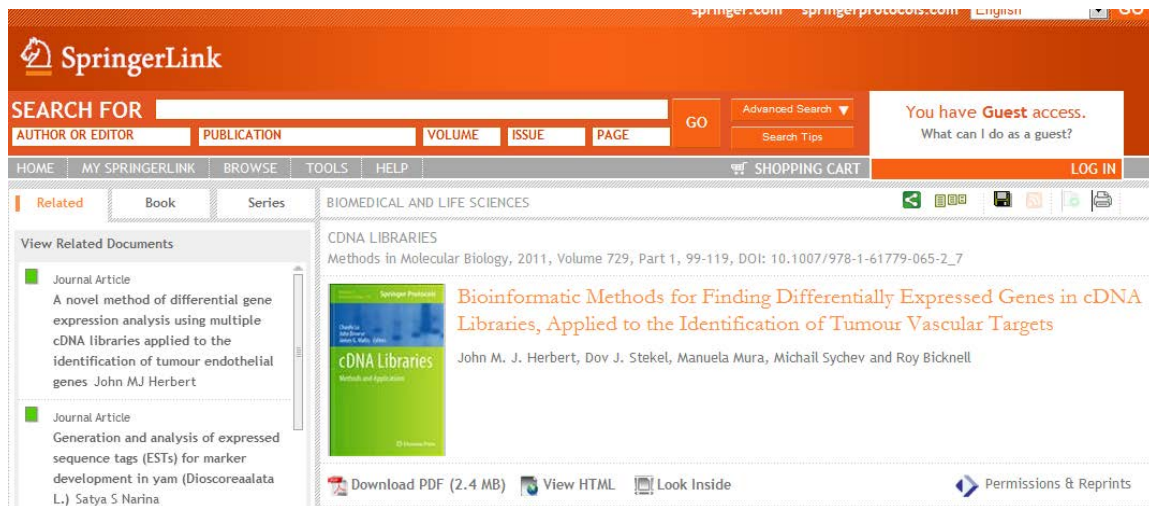 springer.com springerprotocols.com English GO
SpringerLink
SEARCH FOR
AUTHOR OR EDITOR PUBLICATION VOLUME ISSUE PAGE
GO
Advanced Search
Search Tips
You have Guest access.
What can I do as a guest?
HOME MY SPRINGERLINK BROWSE TOOLS HELP SHOPPING CART LOG IN
Related Book Series
View Related Documents
Journal Article
A novel method of differential gene
expression analysis using multiple
cDNA libraries applied to the
identification of tumour endothelial
genes John MJ Herbert
Journal Article
Generation and analysis of expressed
sequence tags (ESTs) for marker
development in yam (Dioscoreaalata
L.) Satya S Narina
BIOMEDICAL AND LIFE SCIENCES
CDNA LIBRARIES
Methods in Molecular Biology, 2011, Volume 729, Part 1, 99-119, DOI: 10.1007/978-1-61779-065-2_7
Springer Protocols
cDNA Libraries
Methods and Applications
Bioinformatic Methods for Finding Differentially Expressed Genes in cDNA
Libraries, Applied to the Identification of Tumour Vascular Targets
John M. J. Herbert, Dov J. Stekel, Manuela Mura, Michail Sychev and Roy Bicknell
Download PDF (2.4 MB) View HTML Look Inside Permissions & Reprints